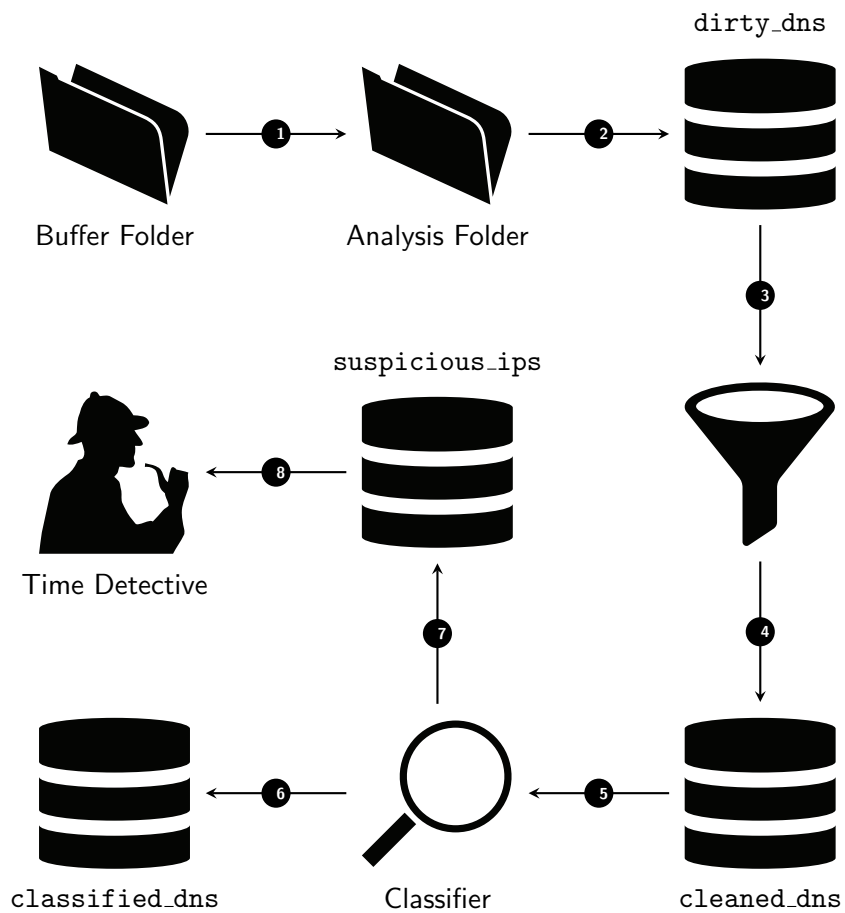 dirty_dns
1
2
Buffer Folder
Analysis Folder
3
suspicious_ips
8
Time Detective
7
4
6
5
classified_dns
Classifier
cleaned_dns